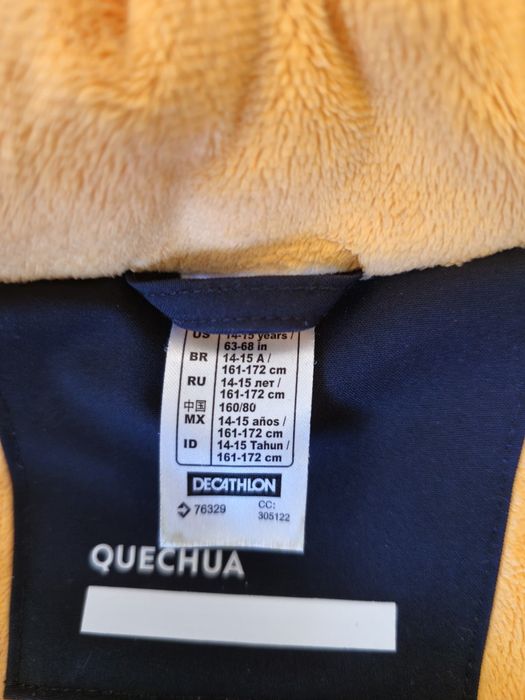 US 14-15 years /
63-68 in
BR 14-15 A /
161-172 cm
RU 14-15 лет /
161-172 cm
中国 160/80
MX 14-15 años /
161-172 cm
ID 14-15 Tahun /
161-172 cm
DECATHLON
76329 CC:
305122
QUECHUA